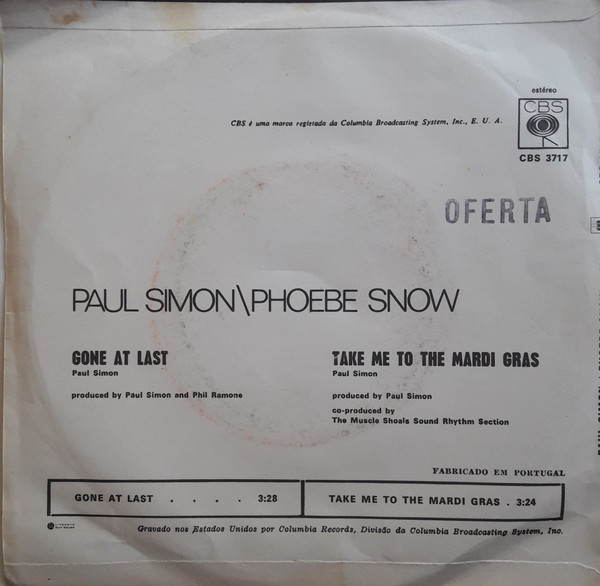 estéreo
CBS
CBS é uma marca registada da Columbia Broadcasting System, Inc., E. U. A.
CBS 3717
OFERTA
PAUL SIMON\PHOEBE SNOW
GONE AT LAST
Paul Simon
produced by Paul Simon and Phil Ramone
TAKE ME TO THE MARDI GRAS
Paul Simon
produced by Paul Simon
co-produced by
The Muscle Shoals Sound Rhythm Section
FABRICADO EM PORTUGAL
GONE AT LAST . . . . 3:28
TAKE ME TO THE MARDI GRAS . 3:24
Gravado nos Estados Unidos por Columbia Records, Divisão da Columbia Broadcasting System, Inc.